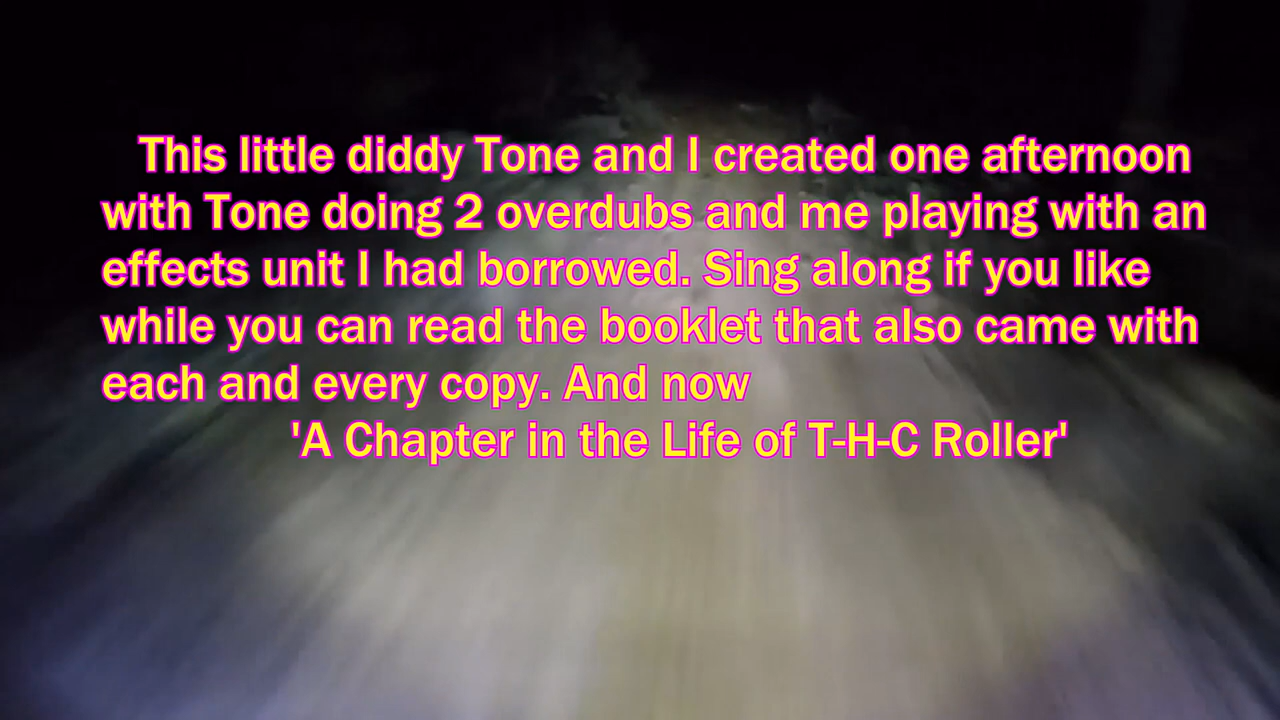 This little diddy Tone and I created one afternoon
with Tone doing 2 overdubs and me playing with an
effects unit I had borrowed. Sing along if you like
while you can read the booklet that also came with
each and every copy. And now
'A Chapter in the Life of T-H-C Roller'